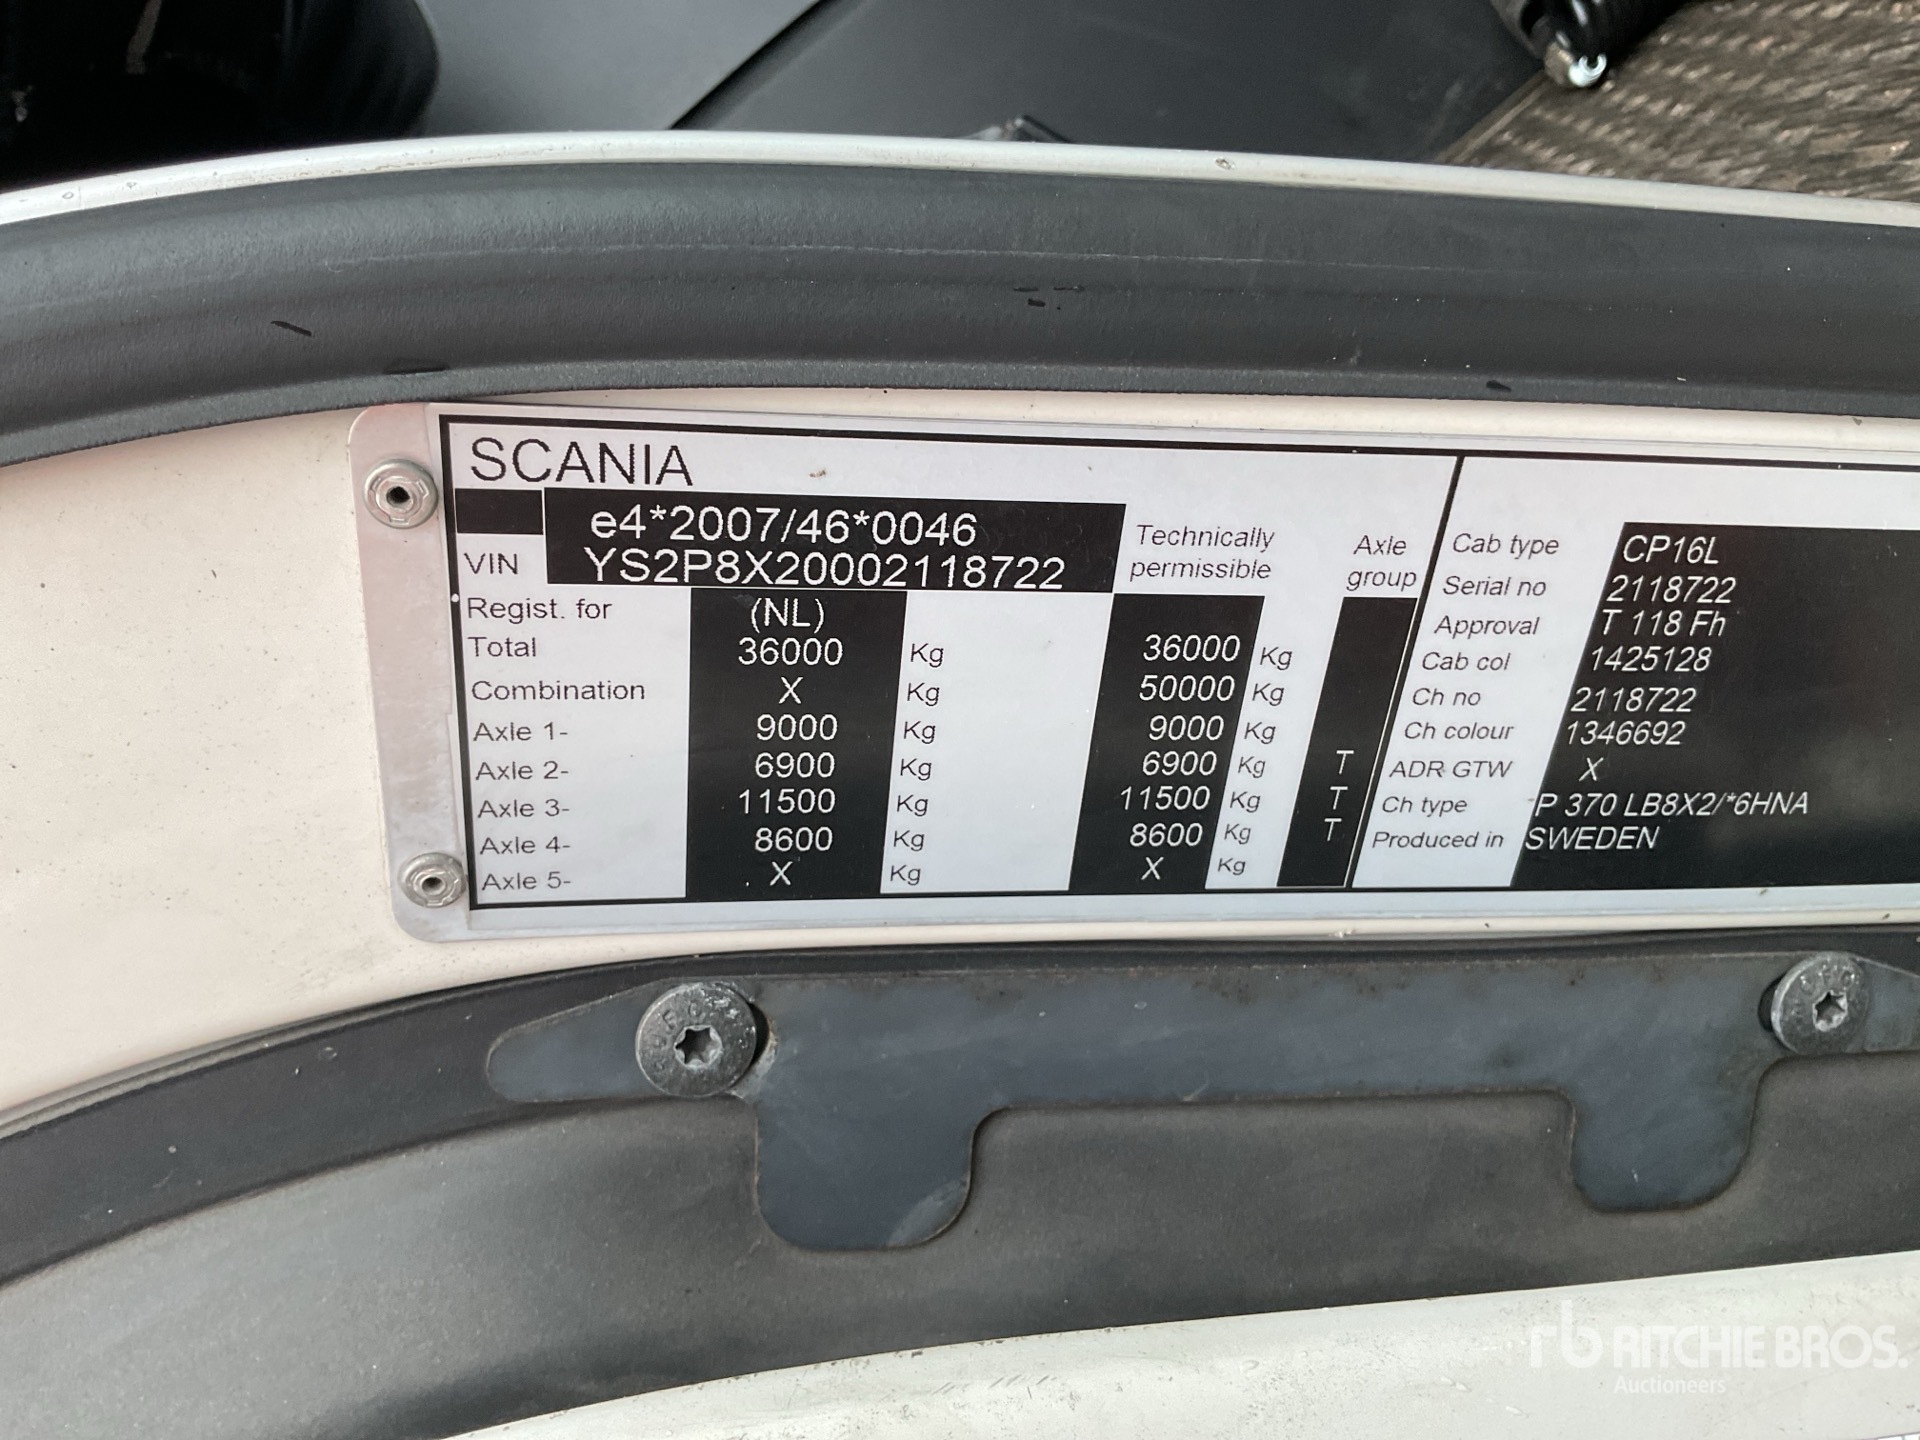 SCANIA
e4*2007/46*0046
VIN YS2P8X20002118722
Technically permissible
Axle group
Regist. for (NL)
Total 36000 Kg 36000 Kg
Combination X Kg 50000 Kg
Axle 1- 9000 Kg 9000 Kg
Axle 2- 6900 Kg 6900 Kg T
Axle 3- 11500 Kg 11500 Kg T
Axle 4- 8600 Kg 8600 Kg T
Axle 5- X Kg X Kg
Cab type CP16L
Serial no 2118722
Approval T 118 Fh
Cab col 1425128
Ch no 2118722
Ch colour 1346692
ADR GTW X
Ch type P 370 LB8X2/*6HNA
Produced in SWEDEN
rb RITCHIE BROS.
Auctioneers